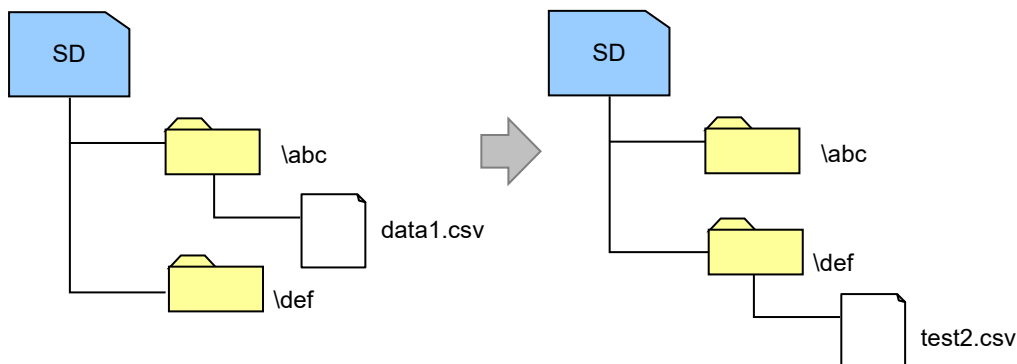 SD
\abc
data1.csv
\def
SD
\abc
\def
test2.csv